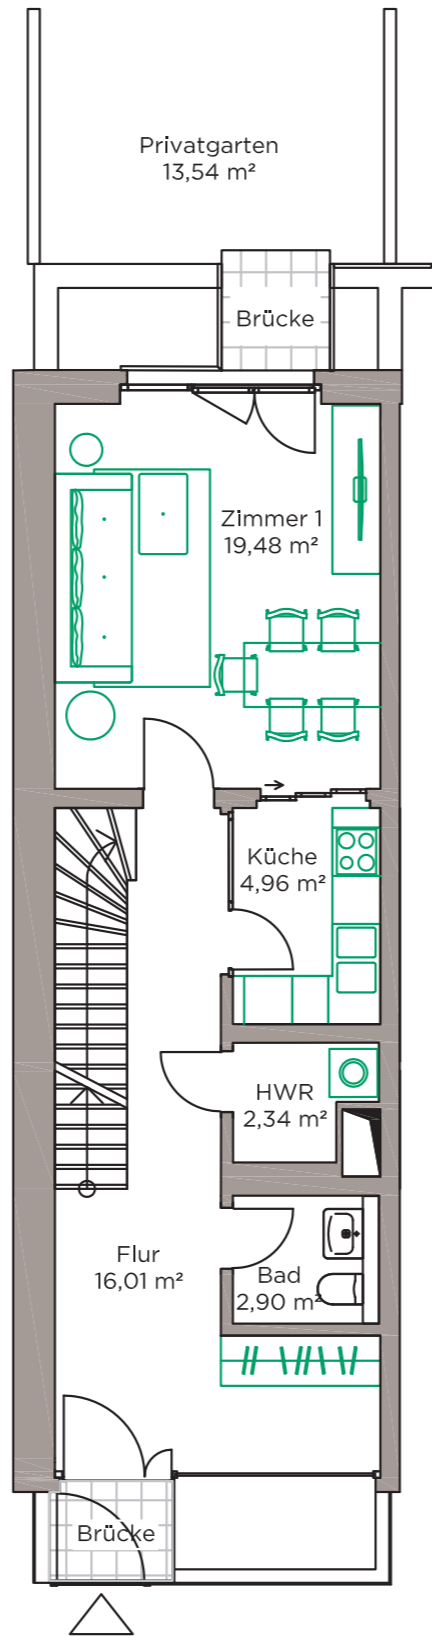 Privatgarten
13,54 m²
Brücke
Zimmer 1
19,48 m²
Küche
4,96 m²
HWR
2,34 m²
Flur
16,01 m²
Bad
2,90 m²
Brücke